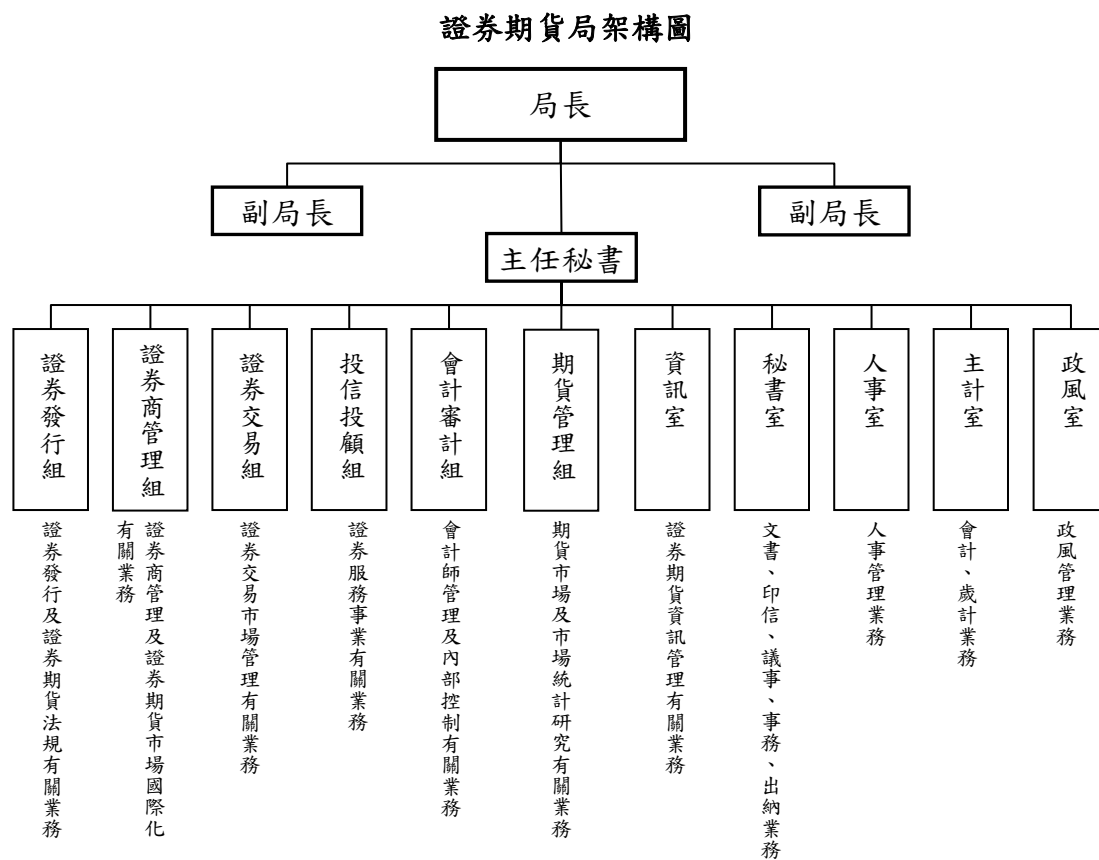 證券期貨局架構圖
局長
副局長
副局長
主任秘書
證券發行組
證券商管理組
證券交易組
投信投顧組
會計審計組
期貨管理組
資訊室
秘書室
人事室
主計室
政風室
證券發行及證券期貨法規有關業務
證券商管理及證券期貨市場國際化
有關業務
證券交易市場管理有關業務
證券服務事業有關業務
會計師管理及內部控制有關業務
期貨市場及市場統計研究有關業務
證券期貨資訊管理有關業務
文書、印信、議事、事務、出納業務
人事管理業務
會計、歲計業務
政風管理業務